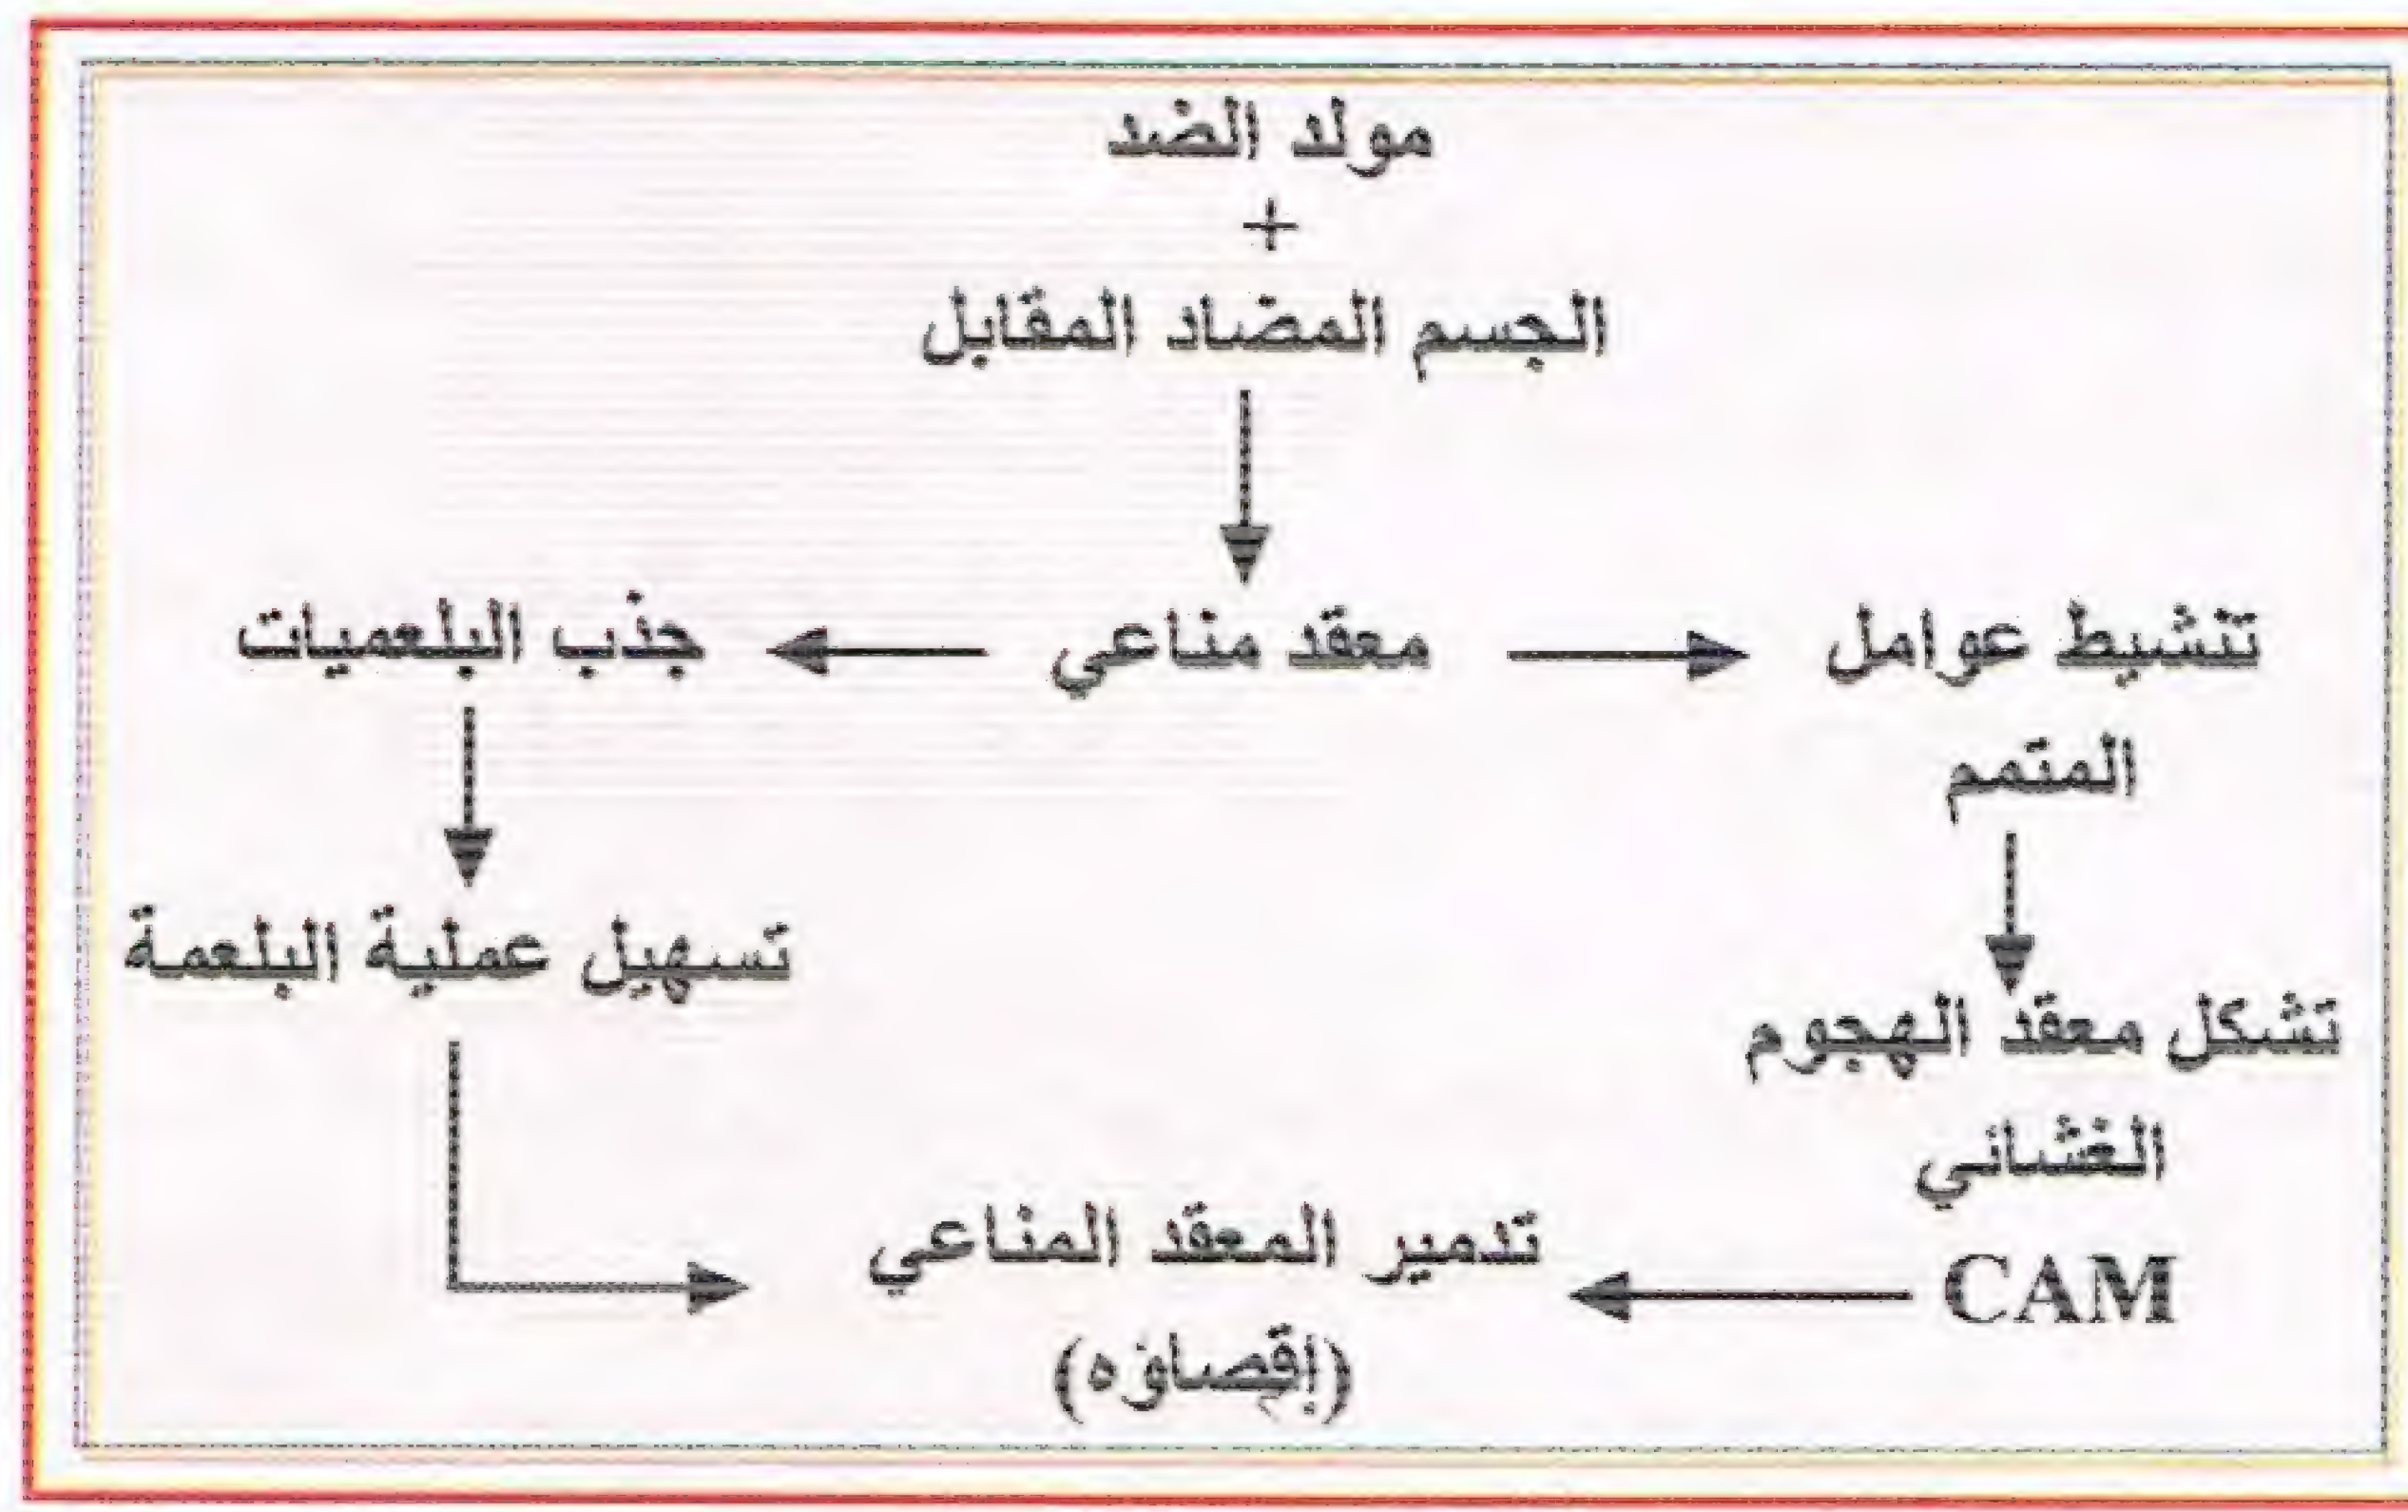 مولد الضد
+
الجسم المضاد المقابل
تنشيط عوامل
المتمم
معقد مناعي
جذب البلعميات
تشكل معقد الهجوم
الغشائي
CAM
تسهيل عملية البلعمة
تدمير المعقد المناعي
(إقصاؤه)